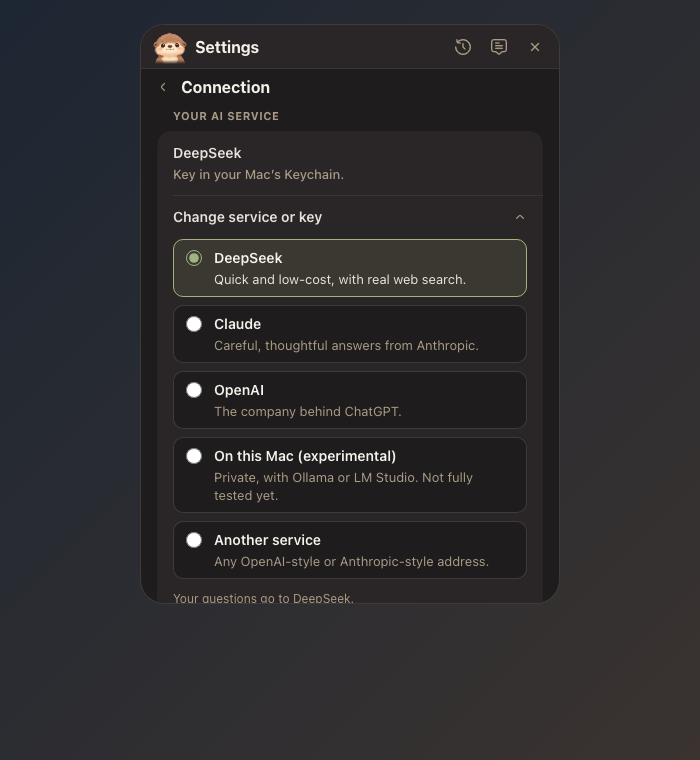 Settings
Connection
YOUR AI SERVICE
DeepSeek
Key in your Mac’s Keychain.
Change service or key
DeepSeek
Quick and low-cost, with real web search.
Claude
Careful, thoughtful answers from Anthropic.
OpenAI
The company behind ChatGPT.
On this Mac (experimental)
Private, with Ollama or LM Studio. Not fully
tested yet.
Another service
Any OpenAI-style or Anthropic-style address.
Your questions go to DeepSeek.